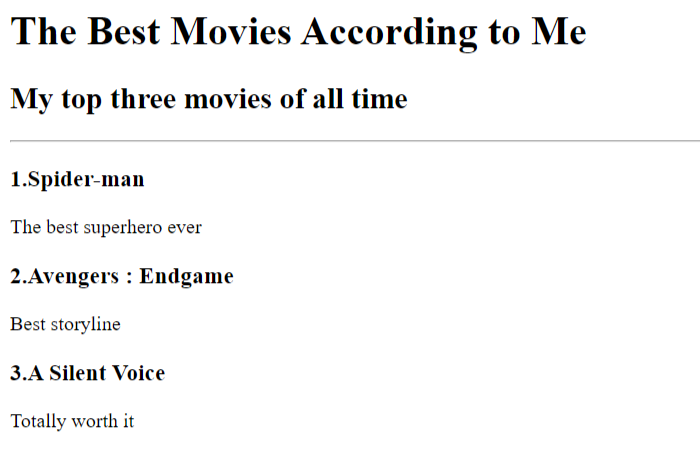 The Best Movies According to Me
My top three movies of all time
1.Spider-man
The best superhero ever
2.Avengers : Endgame
Best storyline
3.A Silent Voice
Totally worth it